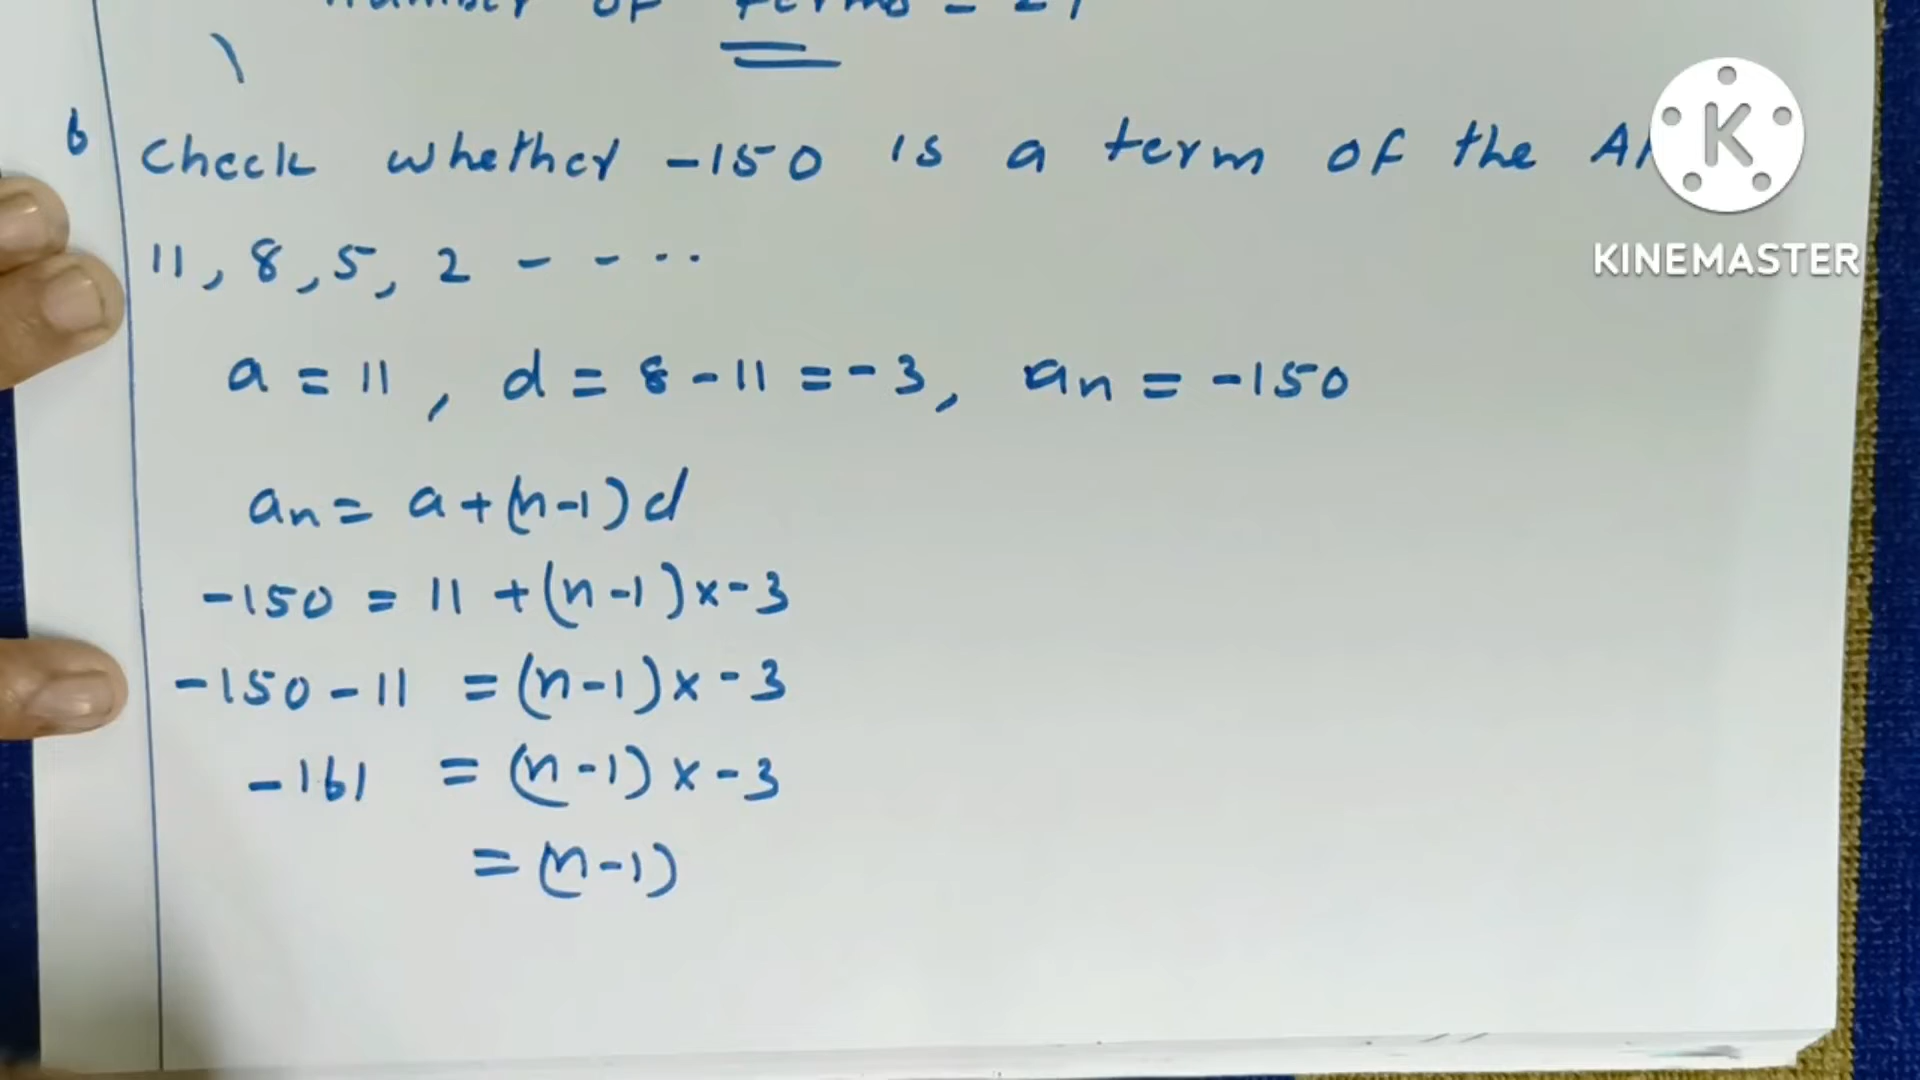 of
6 Check whether -150 is a term of the
KINEMASTER
11, 8, 5, 2 - - ...
a = 11, d = 8 - 11 = -3, an = -150
an = a + (n-1) d
-150 = 11 + (n-1) x -3
-150 - 11 = (n-1) x -3
-161 = (n-1) x -3
= (n-1)